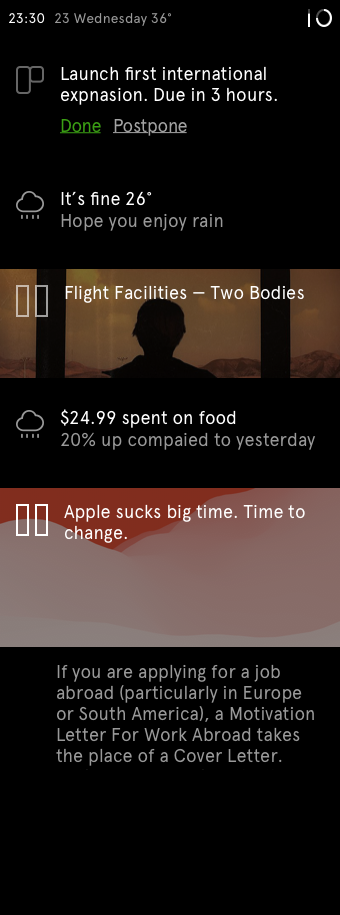 23:30 23 Wednesday 36°
Launch first international
expnasion. Due in 3 hours.
Done Postpone
It's fine 26°
Hope you enjoy rain
Flight Facilities — Two Bodies
$24.99 spent on food
20% up compaied to yesterday
Apple sucks big time. Time to
change.
If you are applying for a job
abroad (particularly in Europe
or South America), a Motivation
Letter For Work Abroad takes
the place of a Cover Letter.